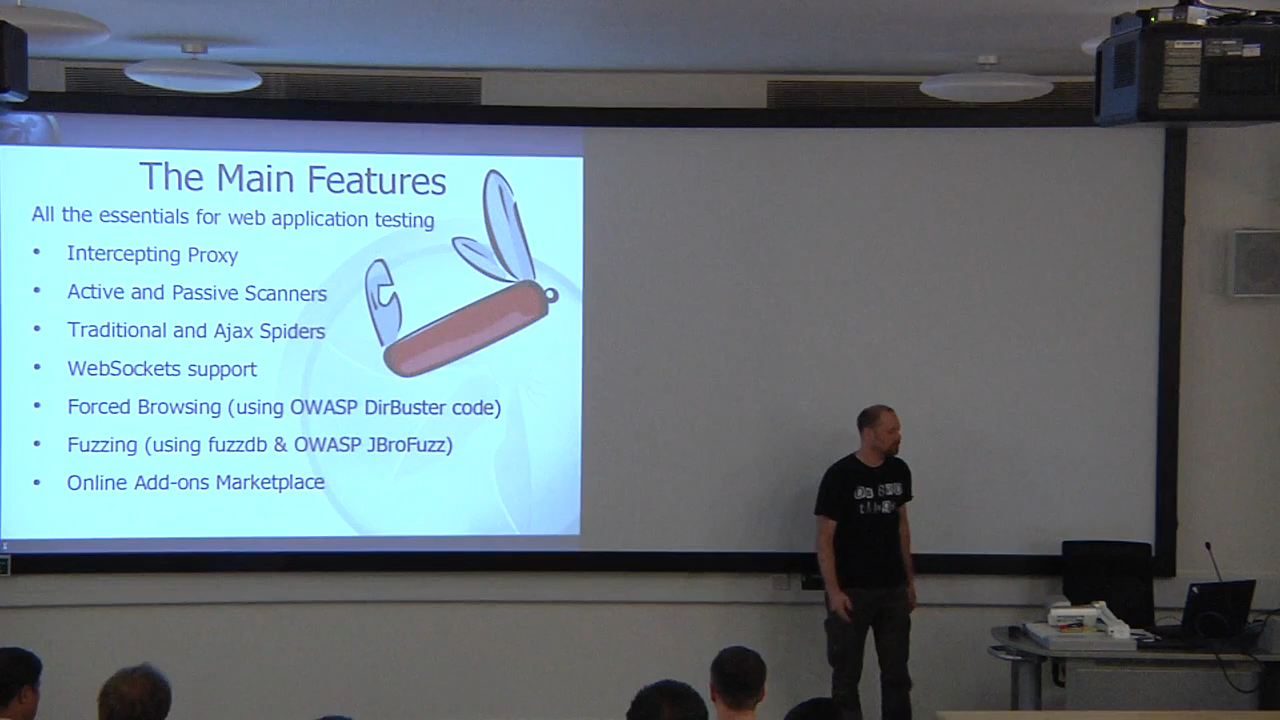 The Main Features
All the essentials for web application testing
• Intercepting Proxy
• Active and Passive Scanners
• Traditional and Ajax Spiders
• WebSockets support
• Forced Browsing (using OWASP DirBuster code)
• Fuzzing (using fuzzdb & OWASP JBroFuzz)
• Online Add-ons Marketplace